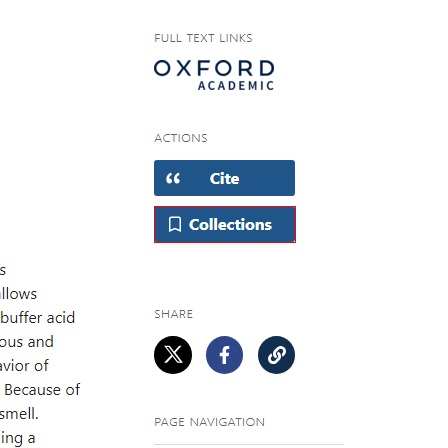 FULL TEXT LINKS
OXFORD
ACADEMIC
ACTIONS
Cite
Collections
s
llows
buffer acid
ous and
SHARE
vior of
Because of
smell.
PAGE NAVIGATION
ing a